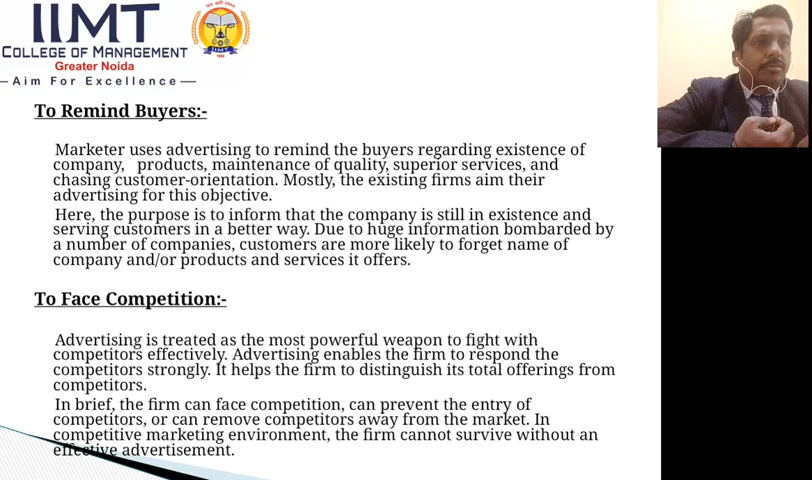 IIMT
COLLEGE OF MANAGEMENT
Greater Noida
Aim For Excellence
To Remind Buyers:-
Marketer uses advertising to remind the buyers regarding existence of
company, products, maintenance of quality, superior services, and
chasing customer-orientation. Mostly, the existing firms aim their
advertising for this objective.
Here, the purpose is to inform that the company is still in existence and
serving customers in a better way. Due to huge information bombarded by
a number of companies, customers are more likely to forget name of
company and/or products and services it offers.
To Face Competition:-
Advertising is treated as the most powerful weapon to fight with
competitors effectively. Advertising enables the firm to respond the
competitors strongly. It helps the firm to distinguish its total offerings from
competitors.
In brief, the firm can face competition, can prevent the entry of
competitors, or can remove competitors away from the market. In
competitive marketing environment, the firm cannot survive without an
effective advertisement.